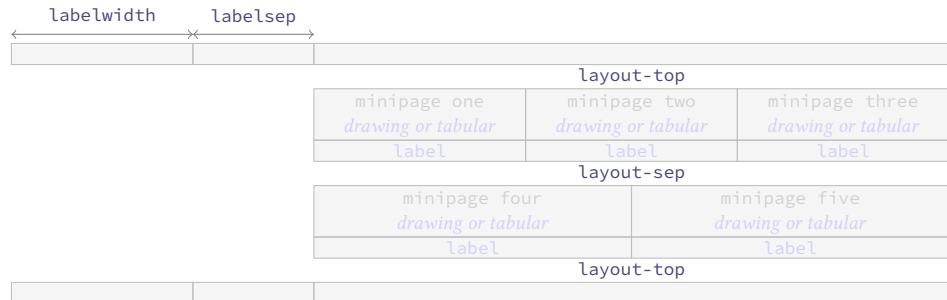 labelwidth labelsep
layout-top
minipage one minipage two minipage three
drawing or tabular drawing or tabular drawing or tabular
label label label
layout-sep
minipage four minipage five
drawing or tabular drawing or tabular
label label
layout-top